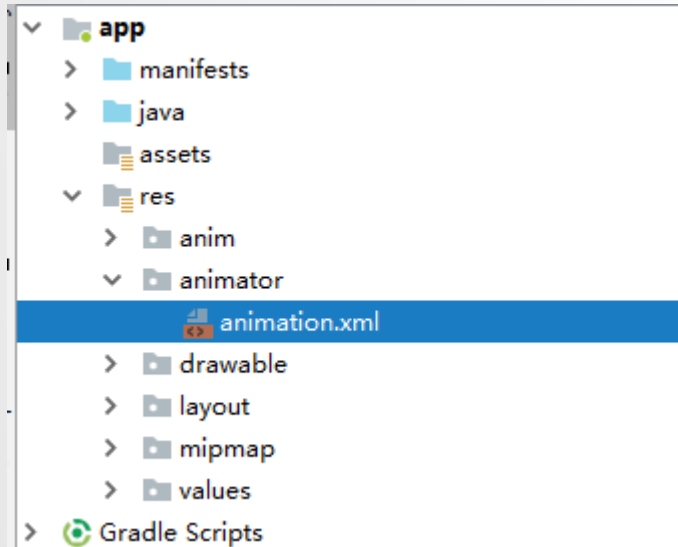 app
manifests
java
assets
res
anim
animator
animation.xml
drawable
layout
mipmap
values
Gradle Scripts